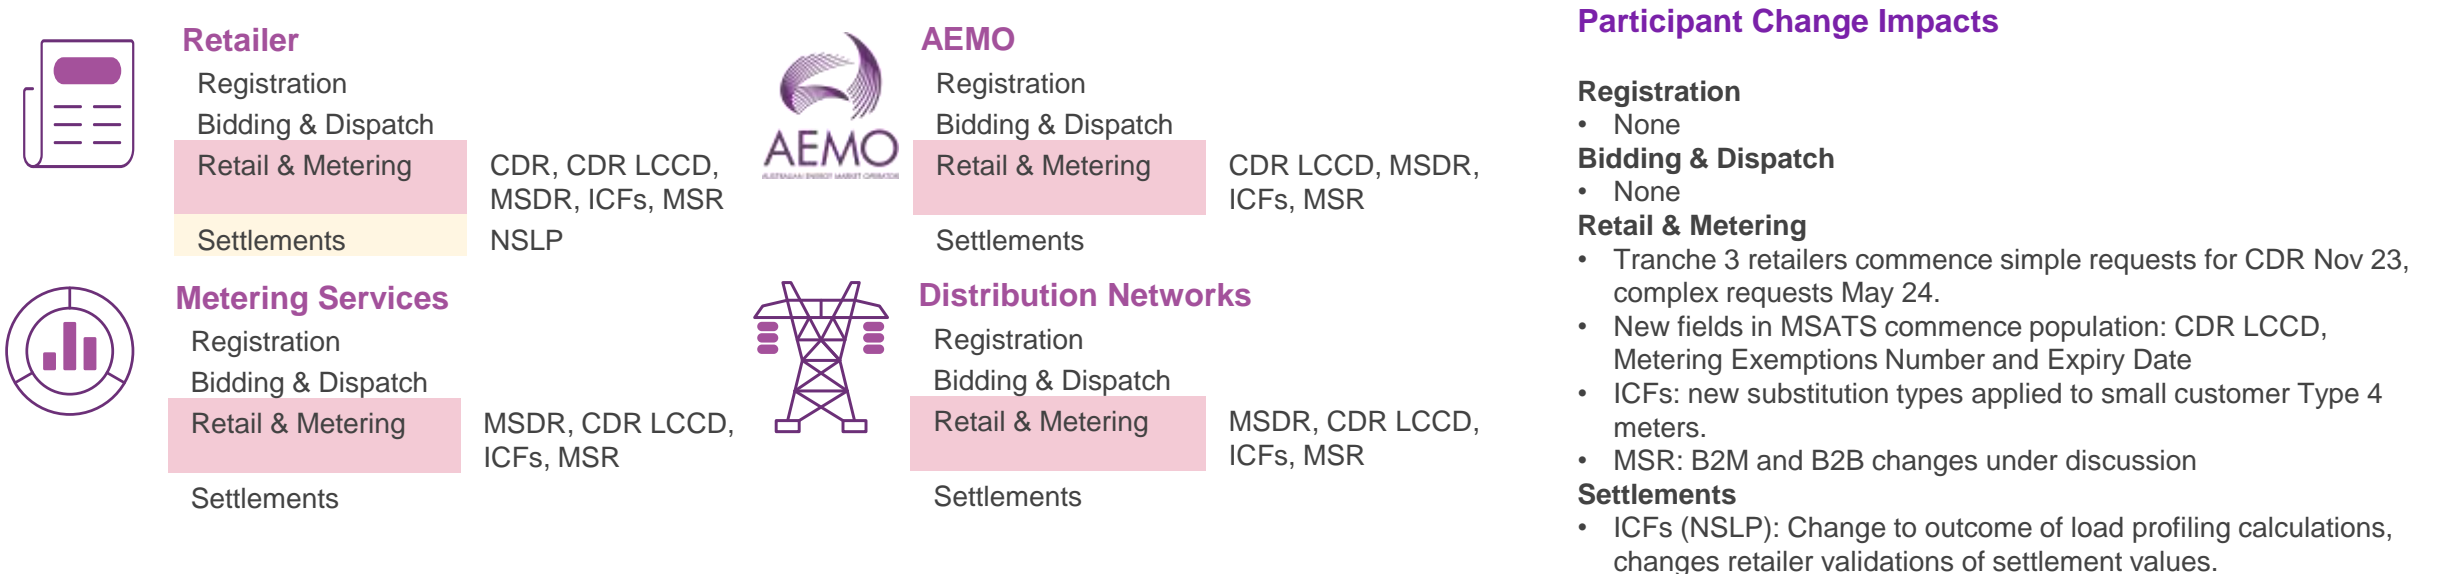 Retailer
Registration
Bidding & Dispatch
Retail & Metering
CDR, CDR LCCD,
MSDR, ICFs, MSR
Settlements
NSLP
AEMO
AUSTRALIAN ENERGY MARKET OPERATOR
AEMO
Registration
Bidding & Dispatch
Retail & Metering
CDR LCCD, MSDR,
ICFs, MSR
Settlements
Metering Services
Registration
Bidding & Dispatch
Retail & Metering
MSDR, CDR LCCD,
ICFs, MSR
Settlements
Distribution Networks
Registration
Bidding & Dispatch
Retail & Metering
MSDR, CDR LCCD,
ICFs, MSR
Settlements
Participant Change Impacts
Registration
• None
Bidding & Dispatch
• None
Retail & Metering
• Tranche 3 retailers commence simple requests for CDR Nov 23,
complex requests May 24.
• New fields in MSATS commence population: CDR LCCD,
Metering Exemptions Number and Expiry Date
• ICFs: new substitution types applied to small customer Type 4
meters.
• MSR: B2M and B2B changes under discussion
Settlements
• ICFs (NSLP): Change to outcome of load profiling calculations,
changes retailer validations of settlement values.